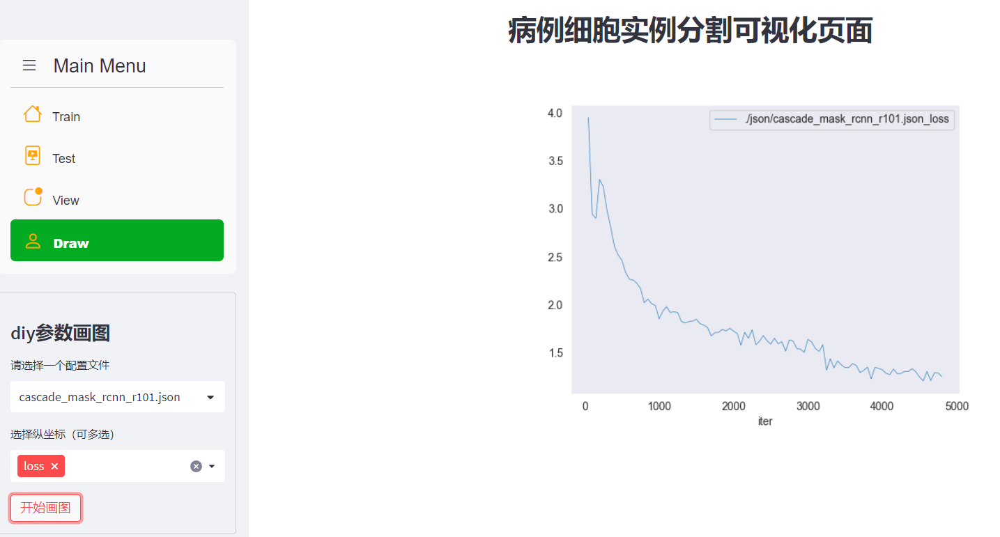 Main Menu
Train
Test
View
Draw
diy参数画图
请选择一个配置文件
cascade_mask_rcnn_r101.json
选择纵坐标（可多选）
loss
开始画图
病例细胞实例分割可视化页面
./json/cascade_mask_rcnn_r101.json_loss
4.0
3.5
3.0
2.5
2.0
1.5
0 1000 2000 3000 4000 5000
iter